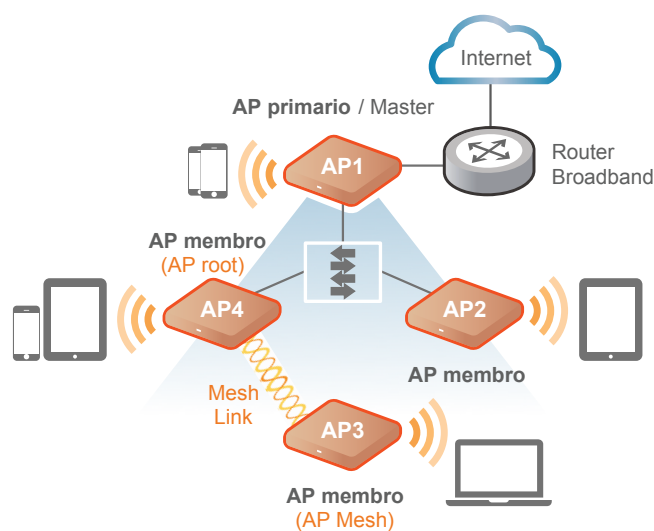 Internet
AP primario / Master
AP1
Router
Broadband
AP membro
(AP root)
AP4
AP2
AP membro
Mesh
Link
AP3
AP membro
(AP Mesh)